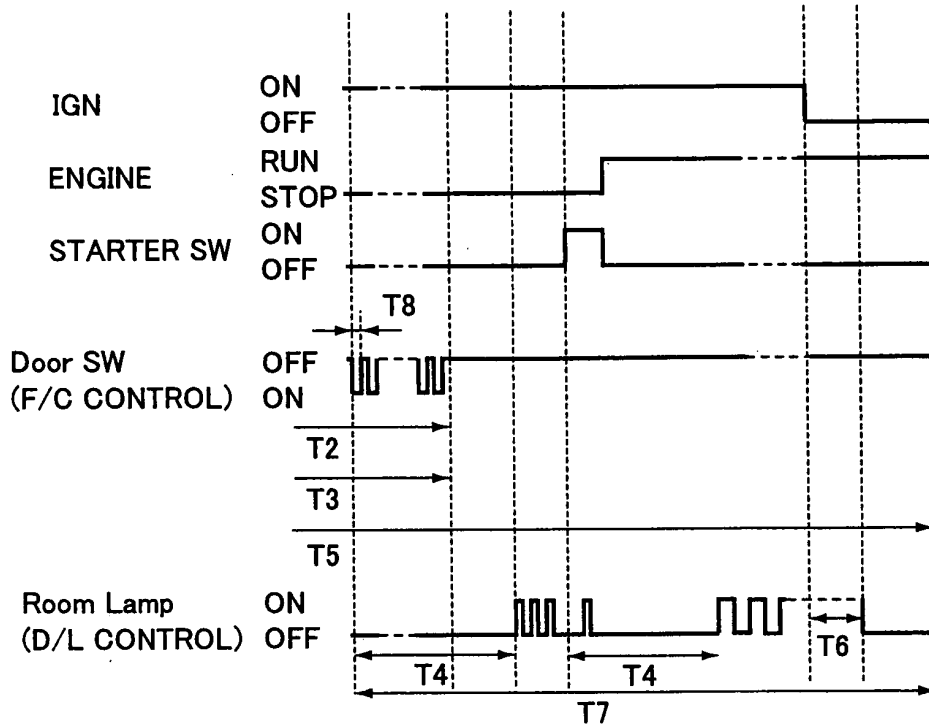 IGN ON
OFF
ENGINE RUN
STOP
STARTER SW ON
OFF
T8
Door SW OFF
(F/C CONTROL) ON
T2
T3
T5
Room Lamp ON
(D/L CONTROL) OFF
T6
T4 T4
T7